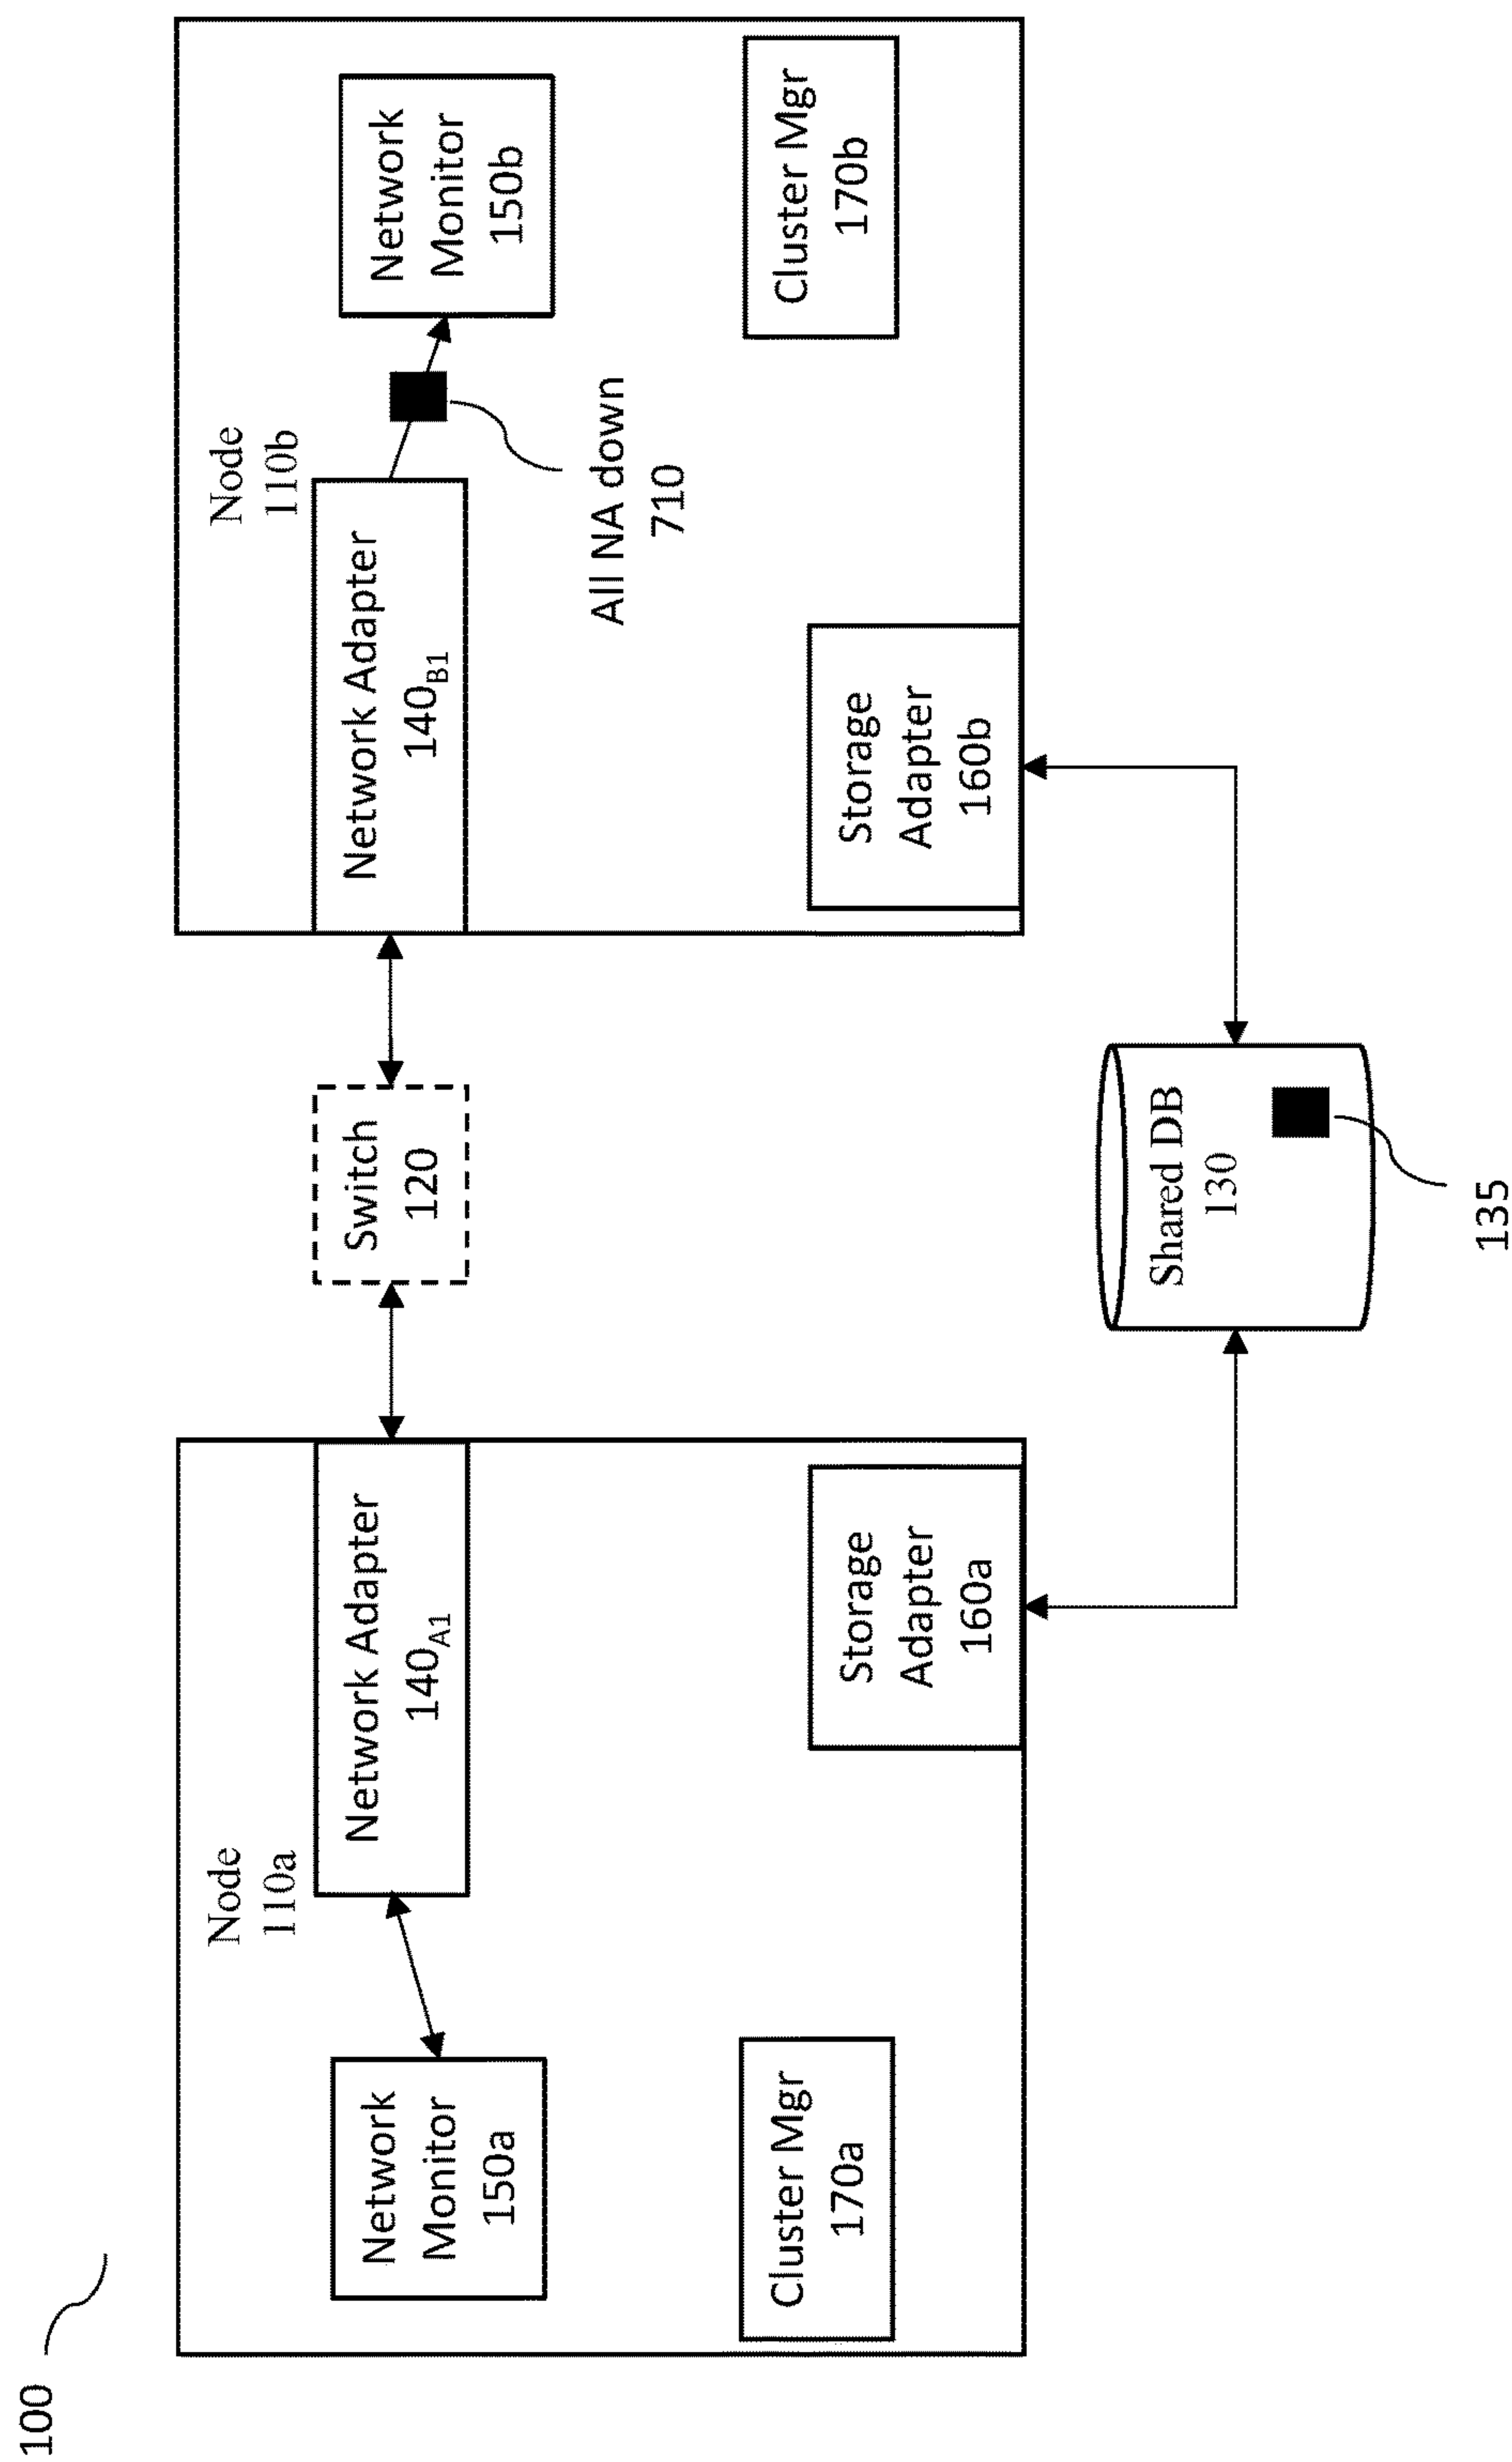 100
Node
110a
Network
Monitor
150a
Network Adapter
140A1
Cluster Mgr
170a
Storage
Adapter
160a
Switch
120
Shared DB
130
135
Node
110b
Network Adapter
140B1
Network
Monitor
150b
All NA down
710
Storage
Adapter
160b
Cluster Mgr
170b